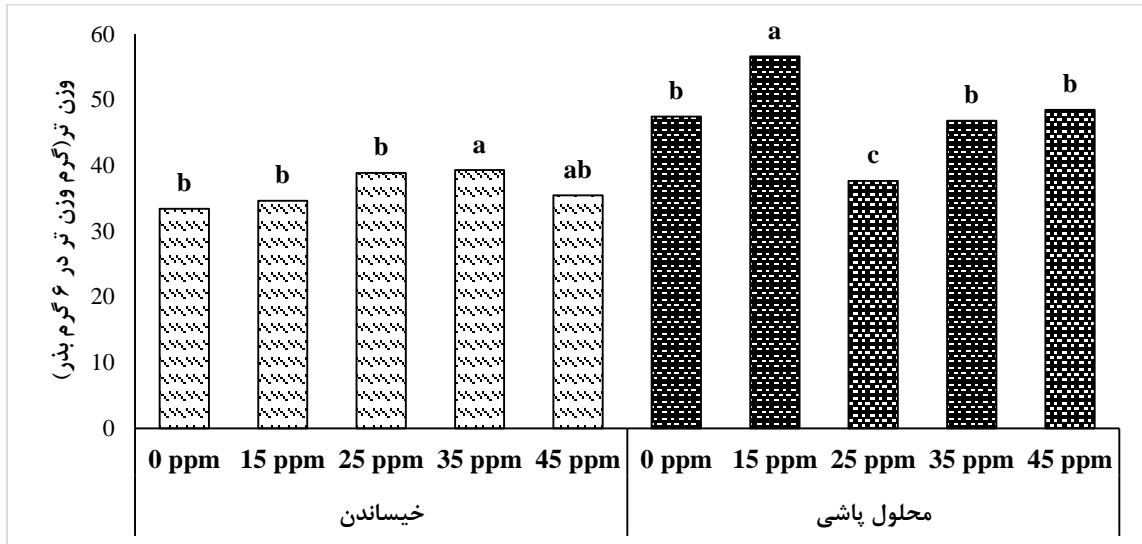 وزن تر(گرم وزن تر در ۶ گرم بذر)
60
50
40
30
20
10
0
b
b
b
a
ab
b
a
c
b
b
0 ppm 15 ppm 25 ppm 35 ppm 45 ppm 0 ppm 15 ppm 25 ppm 35 ppm 45 ppm
خیساندن
محلول پاشی